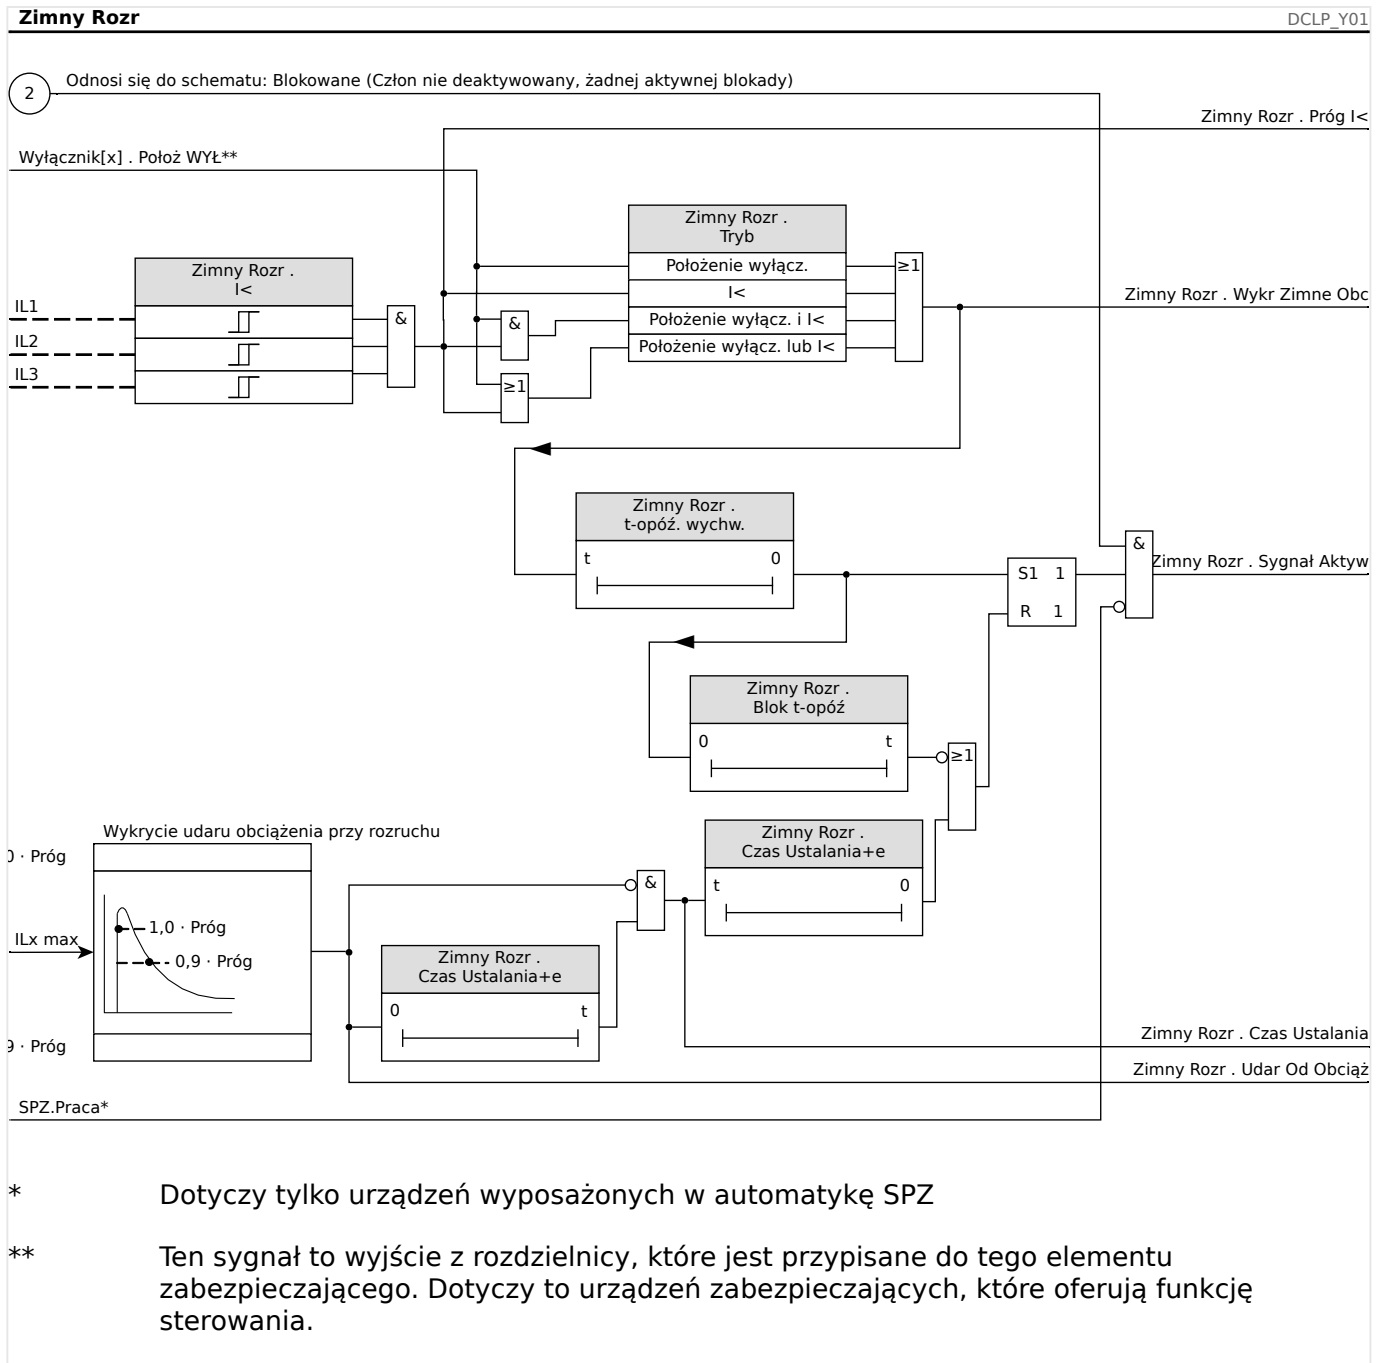 Zimny Rozr
DCLP_Y01
2
Odnosi się do schematu: Blokowane (Człon nie deaktywowany, żadnej aktywnej blokady)
Zimny Rozr . Próg I<
Wyłącznik[x] . Położ WYŁ**
Zimny Rozr .
Tryb
Położenie wyłącz.
I<
Położenie wyłącz. i I<
Położenie wyłącz. lub I<
≥1
Zimny Rozr . Wykr Zimne Obc
Zimny Rozr .
I<
IL1
IL2
IL3
&
&
≥1
Zimny Rozr .
t-opóź. wychw.
t 0
S1 1
R 1
&
Zimny Rozr . Sygnał Aktyw
Zimny Rozr .
Blok t-opóź
0 t
≥1
Wykrycie udaru obciążenia przy rozruchu
0 · Próg
ILx max
1,0 · Próg
0,9 · Próg
9 · Próg
&
Zimny Rozr .
Czas Ustalania+e
t 0
Zimny Rozr .
Czas Ustalania+e
0 t
Zimny Rozr . Czas Ustalania
Zimny Rozr . Udar Od Obciąż
SPZ.Praca*
* Dotyczy tylko urządzeń wyposażonych w automatykę SPZ
** Ten sygnał to wyjście z rozdzielnicy, które jest przypisane do tego elementu
zabezpieczającego. Dotyczy to urządzeń zabezpieczających, które oferują funkcję
sterowania.